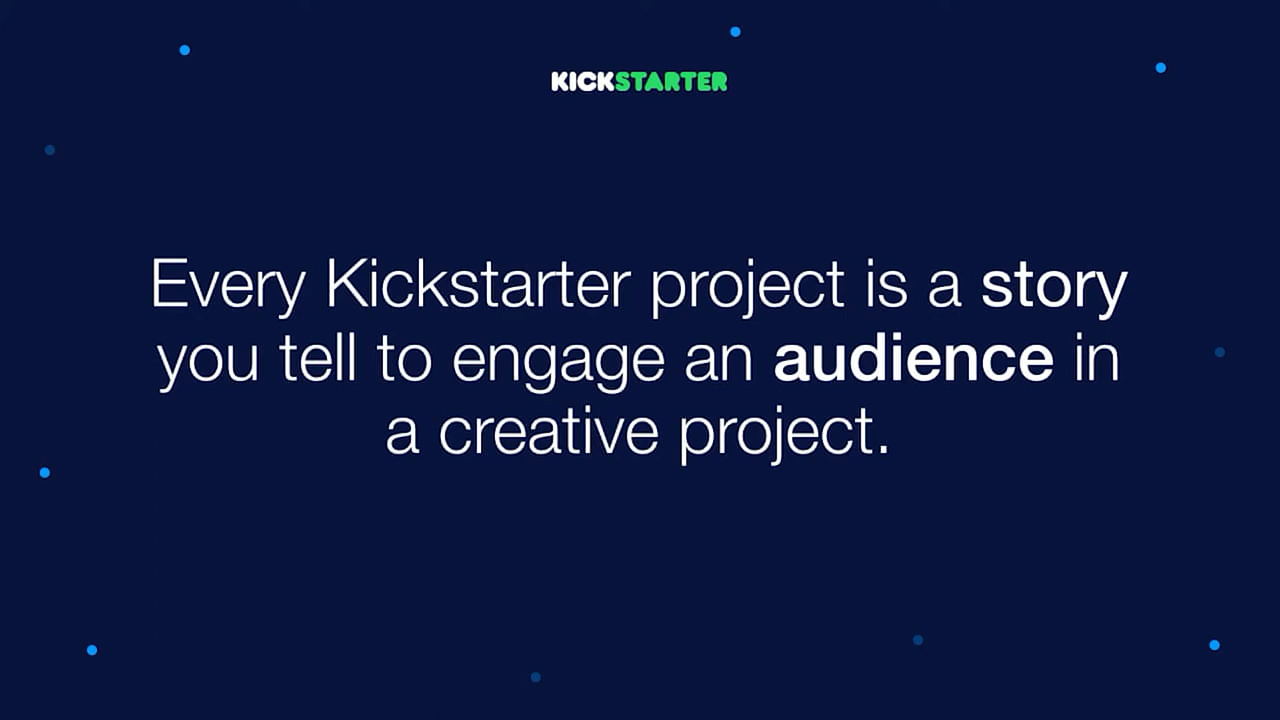 KICKSTARTER
Every Kickstarter project is a story
you tell to engage an audience in
a creative project.